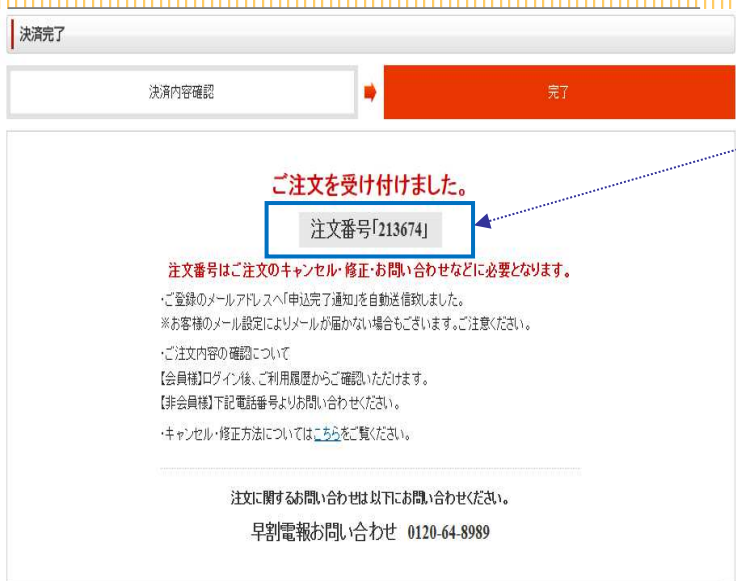 決済完了
決済内容確認
完了
ご注文を受け付けました。
注文番号「213674」
注文番号はご注文のキャンセル・修正・お問い合わせなどに必要となります。
・ご登録のメールアドレスへ「申込完了通知」を自動送信致しました。
※お客様のメール設定によりメールが届かない場合もございます。ご注意ください。
・ご注文内容の確認について
【会員様】ログイン後、ご利用履歴からご確認いただけます。
【非会員様】下記電話番号よりお問い合わせください。
・キャンセル・修正方法についてはこちらをご覧ください。
注文に関するお問い合わせは以下にお問い合わせください。
早割電報お問い合わせ 0120-64-8989